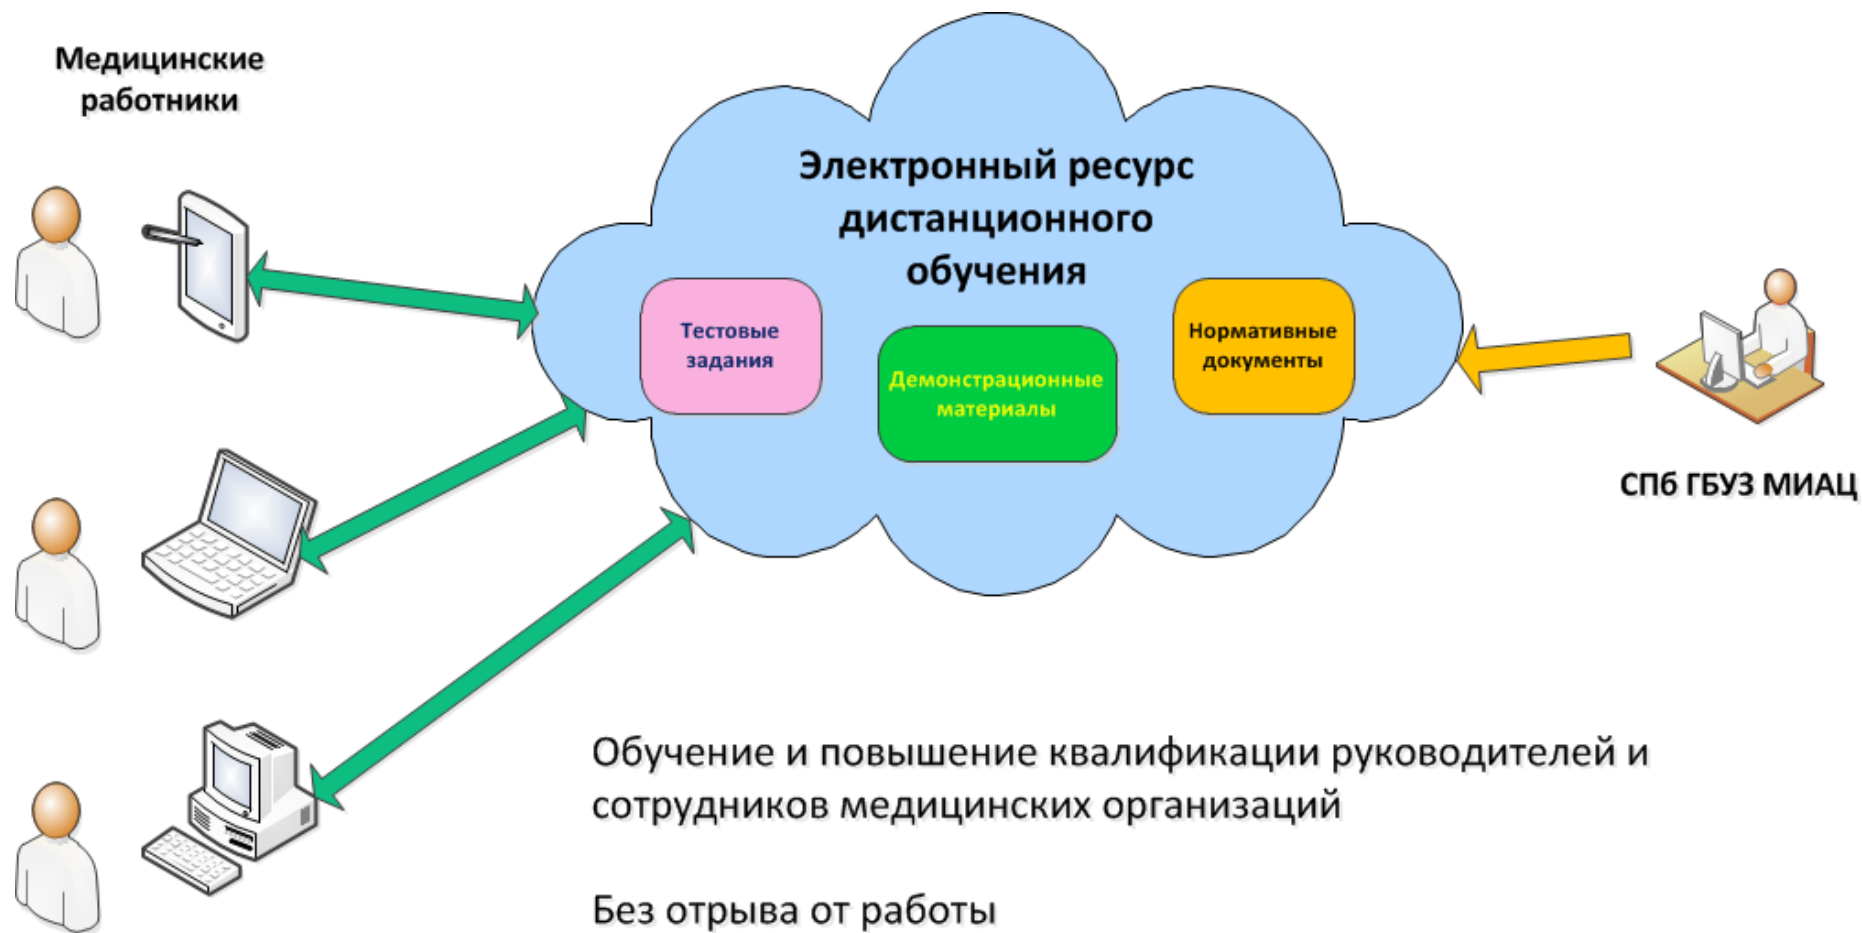 Медицинские
работники
Электронный ресурс
дистанционного
обучения
Тестовые
задания
Демонстрационные
материалы
Нормативные
документы
СПб ГБУЗ МИАЦ
Обучение и повышение квалификации руководителей и
сотрудников медицинских организаций
Без отрыва от работы